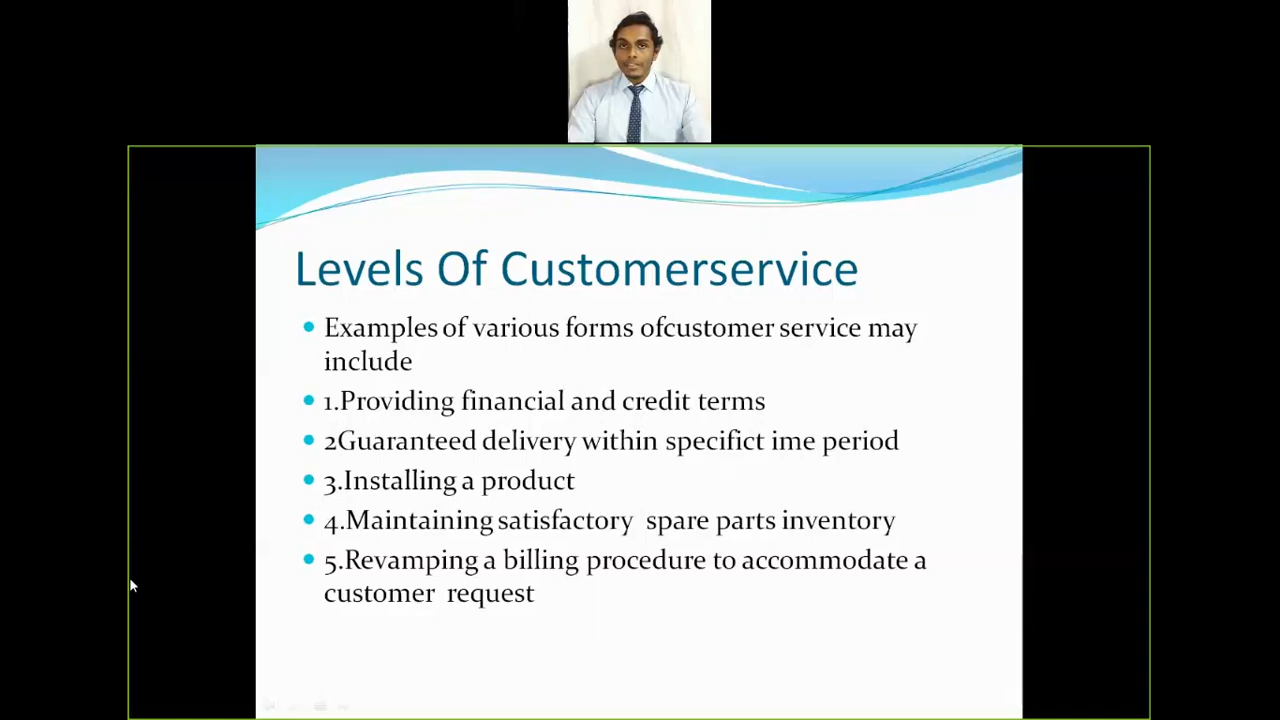 Levels Of Customerservice
Examples of various forms ofcustomer service may
include
1.Providing financial and credit terms
2Guaranteed delivery within specifict ime period
3.Installing a product
4.Maintaining satisfactory spare parts inventory
5.Revamping a billing procedure to accommodate a
customer request